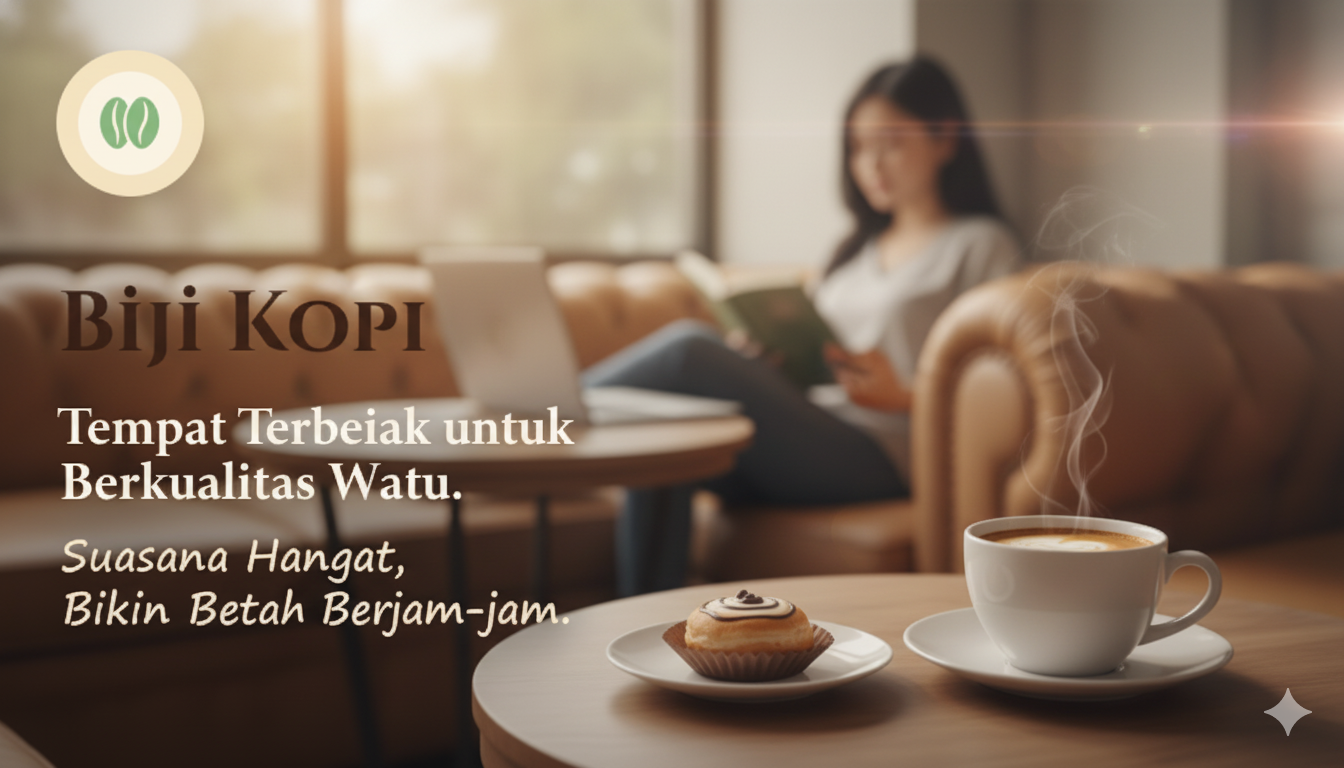 Biji Kopi
Tempat Terbeiak untuk
Berkualitas Watu.
Suasana Hangat,
Bikin Betah Berjam-jam.